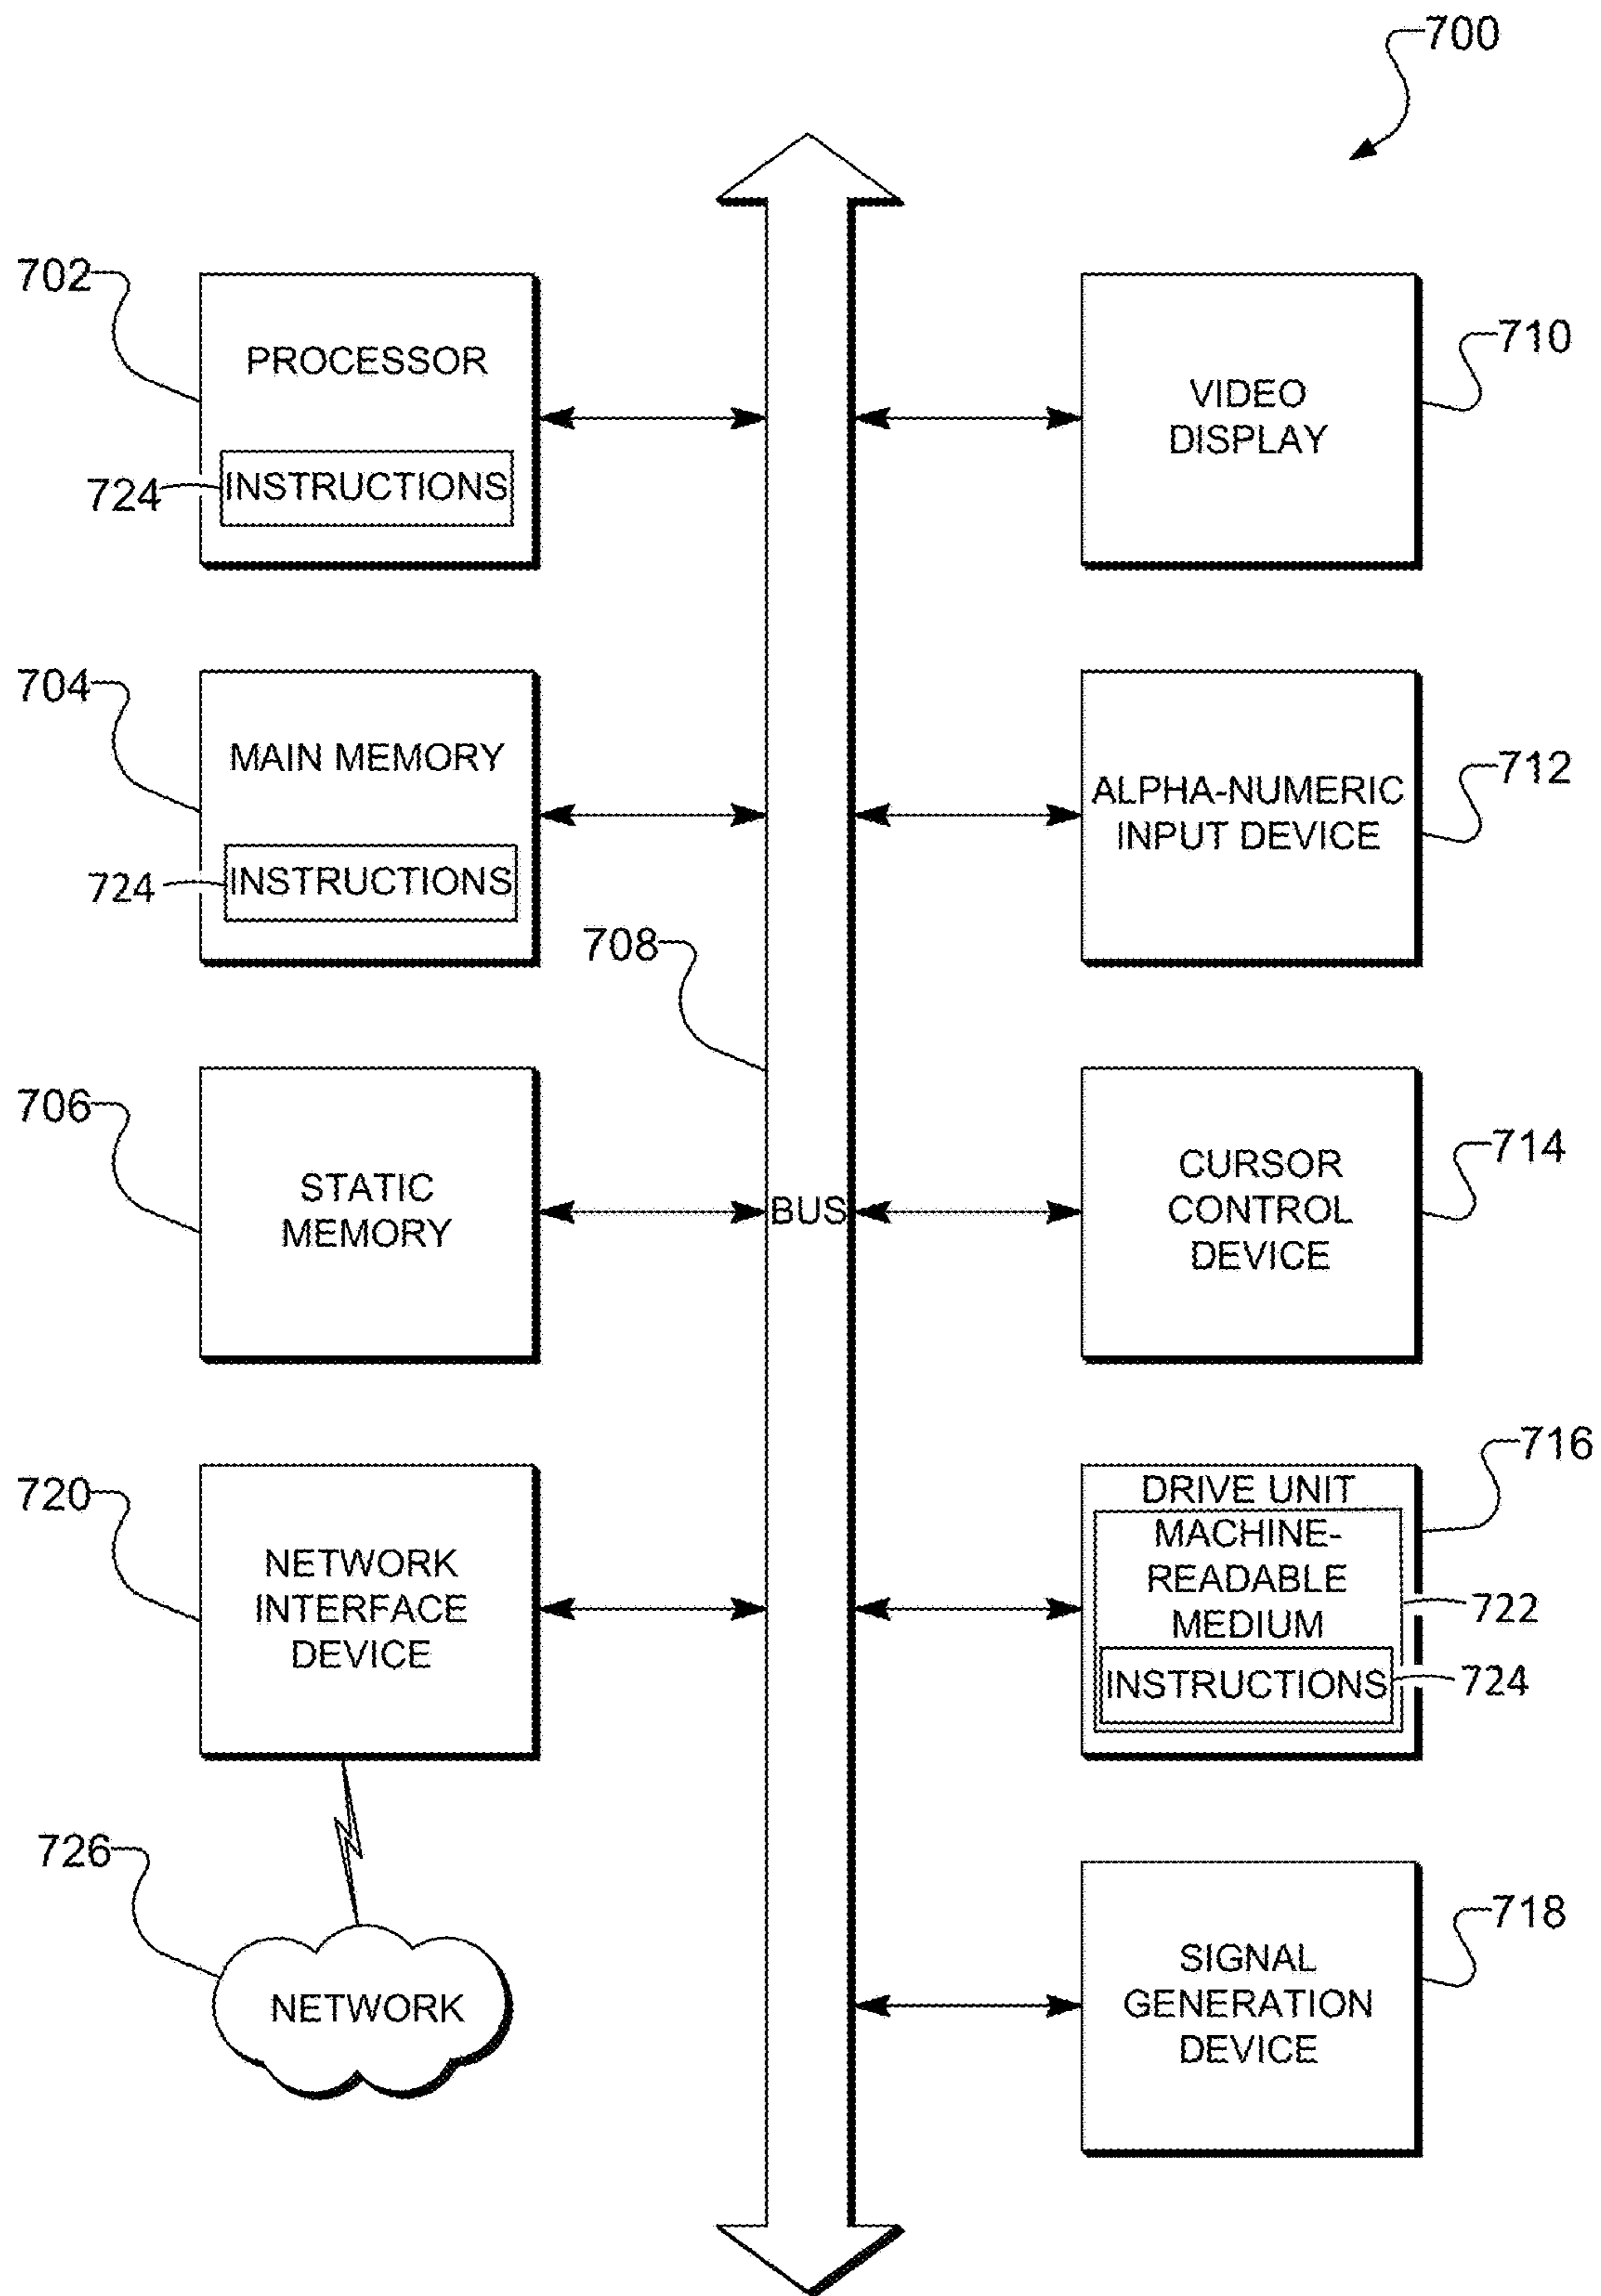 700
702
PROCESSOR
724
INSTRUCTIONS
710
VIDEO
DISPLAY
704
MAIN MEMORY
724
INSTRUCTIONS
712
ALPHA-NUMERIC
INPUT DEVICE
708
BUS
706
STATIC
MEMORY
714
CURSOR
CONTROL
DEVICE
720
NETWORK
INTERFACE
DEVICE
716
DRIVE UNIT
MACHINE-
READABLE
MEDIUM
722
INSTRUCTIONS
724
726
NETWORK
718
SIGNAL
GENERATION
DEVICE